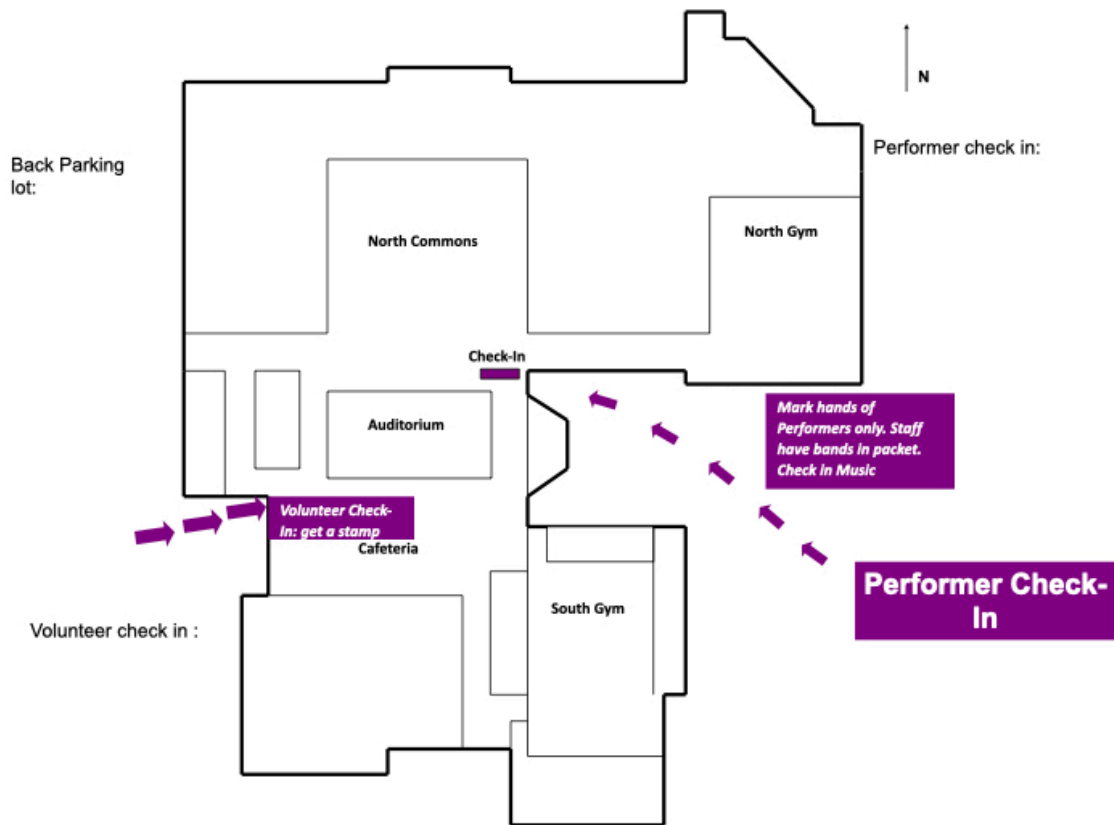 N
Performer check in:
Back Parking
lot:
North Commons
North Gym
Check-In
Auditorium
Mark hands of
Performers only. Staff
have bands in packet.
Check in Music
Volunteer Check-
In: get a stamp
Cafeteria
Performer Check-
In
South Gym
Volunteer check in :